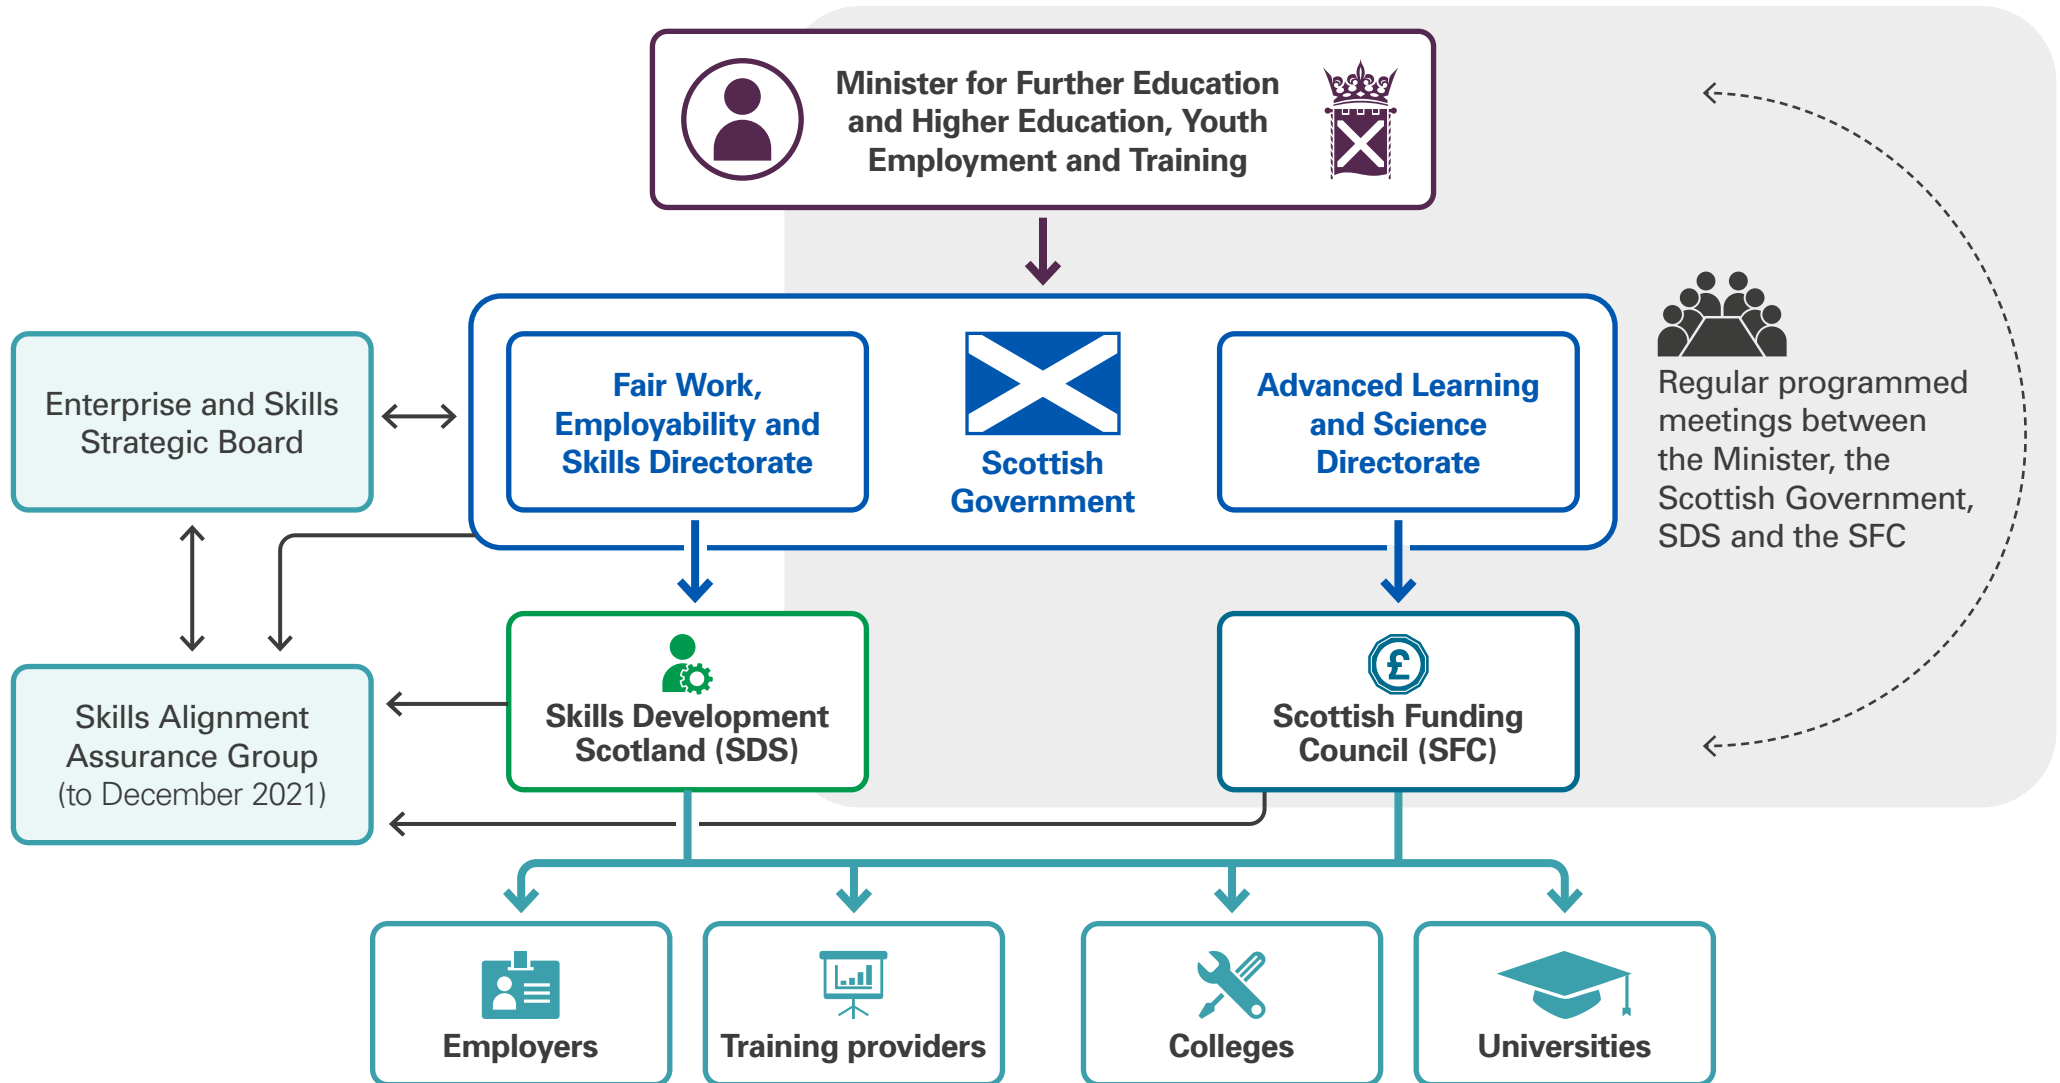 Minister for Further Education
and Higher Education, Youth
Employment and Training
Enterprise and Skills
Strategic Board
Fair Work,
Employability and
Skills Directorate
Scottish
Government
Advanced Learning
and Science
Directorate
Regular programmed
meetings between
the Minister, the
Scottish Government,
SDS and the SFC
Skills Alignment
Assurance Group
(to December 2021)
Skills Development
Scotland (SDS)
£
Scottish Funding
Council (SFC)
Employers
Training providers
Colleges
Universities